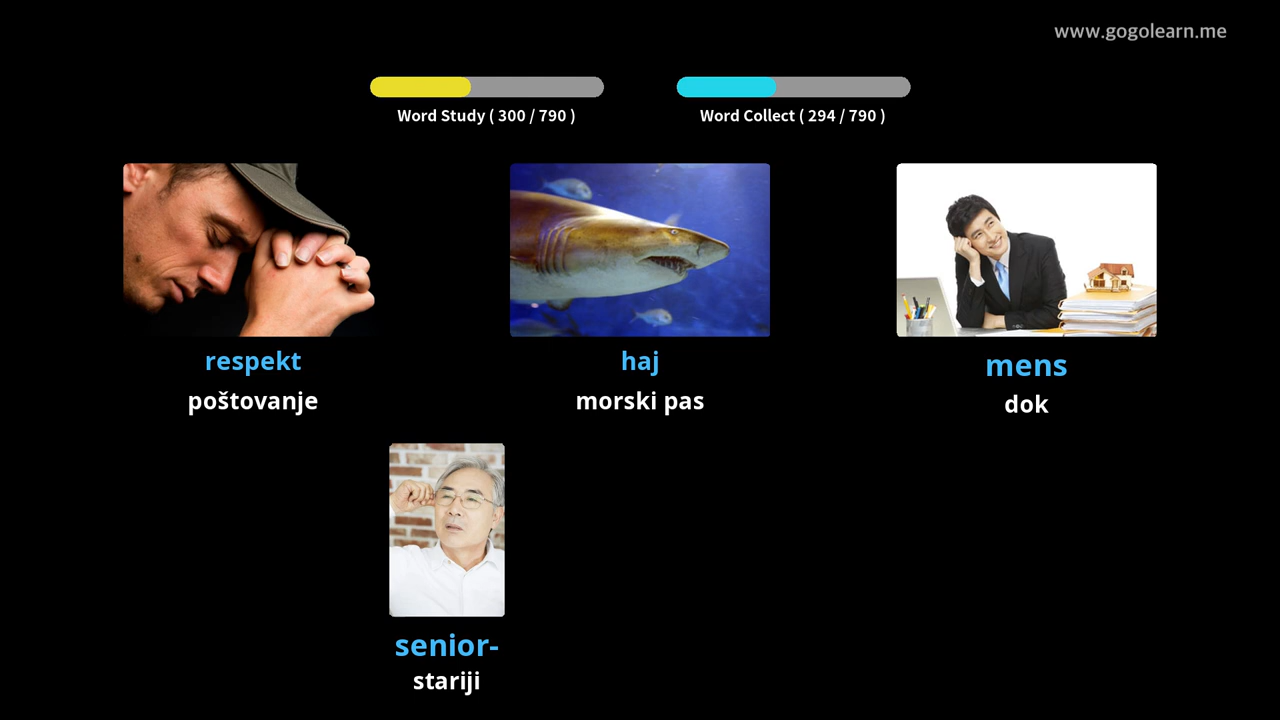 www.gogolearn.me
Word Study ( 300 / 790 )
Word Collect ( 294 / 790 )
respekt
poštovanje
haj
morski pas
mens
dok
senior-
stariji